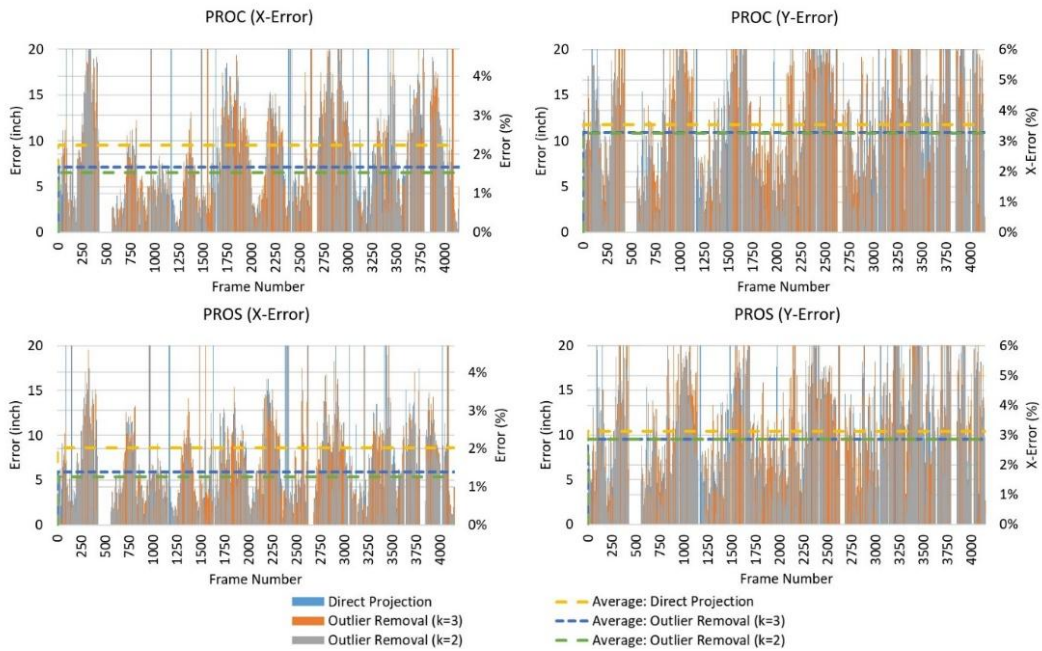 PROC (X-Error)
20
15
10
5
0
Error (inch)
4%
3%
2%
1%
0%
Error (%)
0 250 500 750 1000 1250 1500 1750 2000 2250 2500 2750 3000 3250 3500 3750 4000
Frame Number
PROC (Y-Error)
20
15
10
5
0
Error (inch)
6%
5%
4%
3%
2%
1%
0%
X-Error (%)
0 250 500 750 1000 1250 1500 1750 2000 2250 2500 2750 3000 3250 3500 3750 4000
Frame Number
PROS (X-Error)
20
15
10
5
0
Error (inch)
4%
3%
2%
1%
0%
Error (%)
0 250 500 750 1000 1250 1500 1750 2000 2250 2500 2750 3000 3250 3500 3750 4000
Frame Number
PROS (Y-Error)
20
15
10
5
0
Error (inch)
6%
5%
4%
3%
2%
1%
0%
X-Error (%)
0 250 500 750 1000 1250 1500 1750 2000 2250 2500 2750 3000 3250 3500 3750 4000
Frame Number
Direct Projection
Outlier Removal (k=3)
Outlier Removal (k=2)
Average: Direct Projection
Average: Outlier Removal (k=3)
Average: Outlier Removal (k=2)